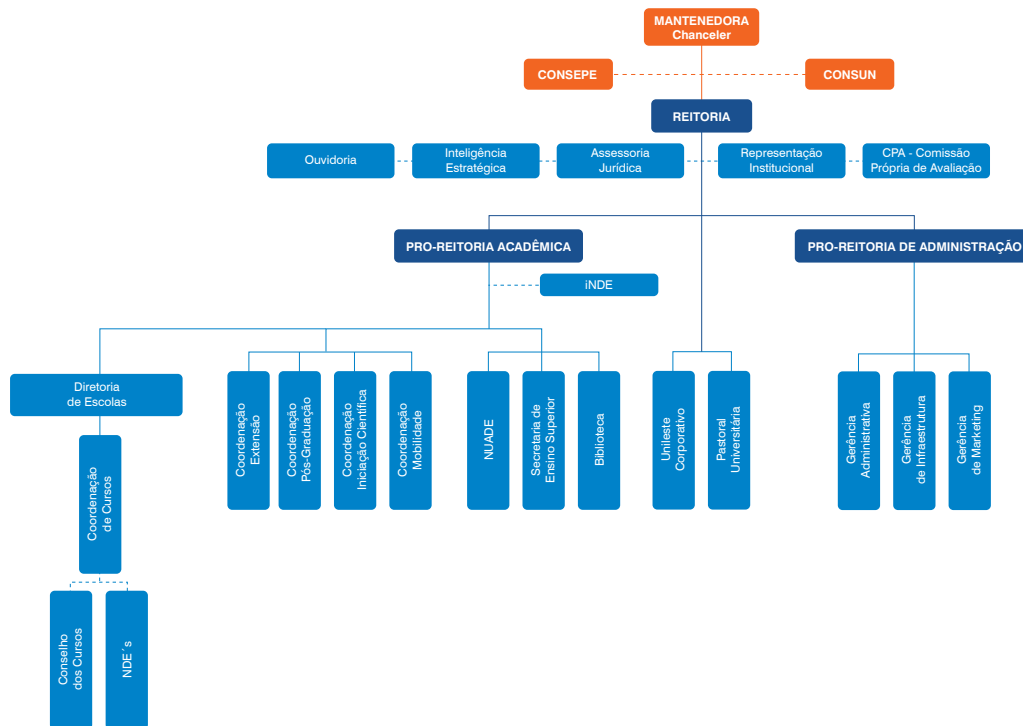 MANTENEDORA
Chanceler
CONSEPE
CONSUN
REITORIA
Ouvidoria
Inteligência
Estratégica
Assessoria
Jurídica
Representação
Institucional
CPA - Comissão
Própria de Avaliação
PRO-REITORIA ACADÊMICA
PRO-REITORIA DE ADMINISTRAÇÃO
iNDE
Diretoria
de Escolas
Coordenação
Extensão
Coordenação
Pós-Graduação
Coordenação
Iniciação Científica
Coordenação
Mobilidade
NUADE
Secretaria de
Ensino Superior
Biblioteca
Unileste
Corporativo
Pastoral
Universitária
Gerência
Administrativa
Gerência
de Infraestrutura
Gerência
de Marketing
Coordenação
de Cursos
Conselho
dos Cursos
NDE´s